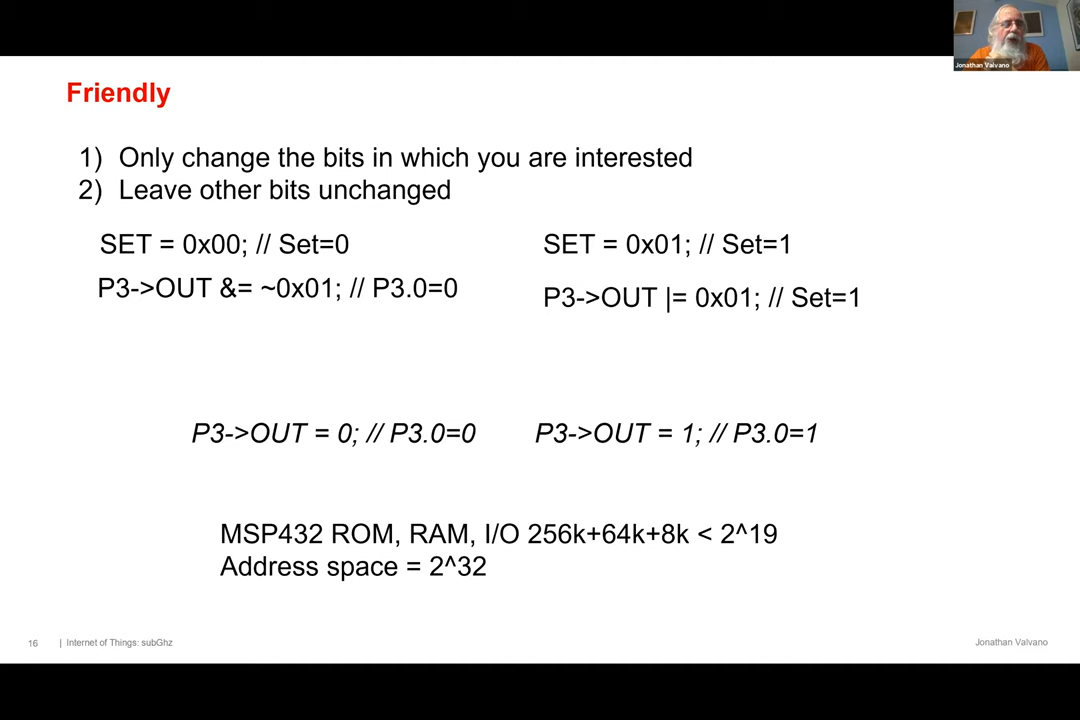 Jonathan Valvano
Friendly
1) Only change the bits in which you are interested
2) Leave other bits unchanged
SET = 0x00; // Set=0
P3->OUT &= ~0x01; // P3.0=0
SET = 0x01; // Set=1
P3->OUT |= 0x01; // Set=1
P3->OUT = 0; // P3.0=0
P3->OUT = 1; // P3.0=1
MSP432 ROM, RAM, I/O 256k+64k+8k < 2^19
Address space = 2^32
16 | Internet of Things: subGhz
Jonathan Valvano